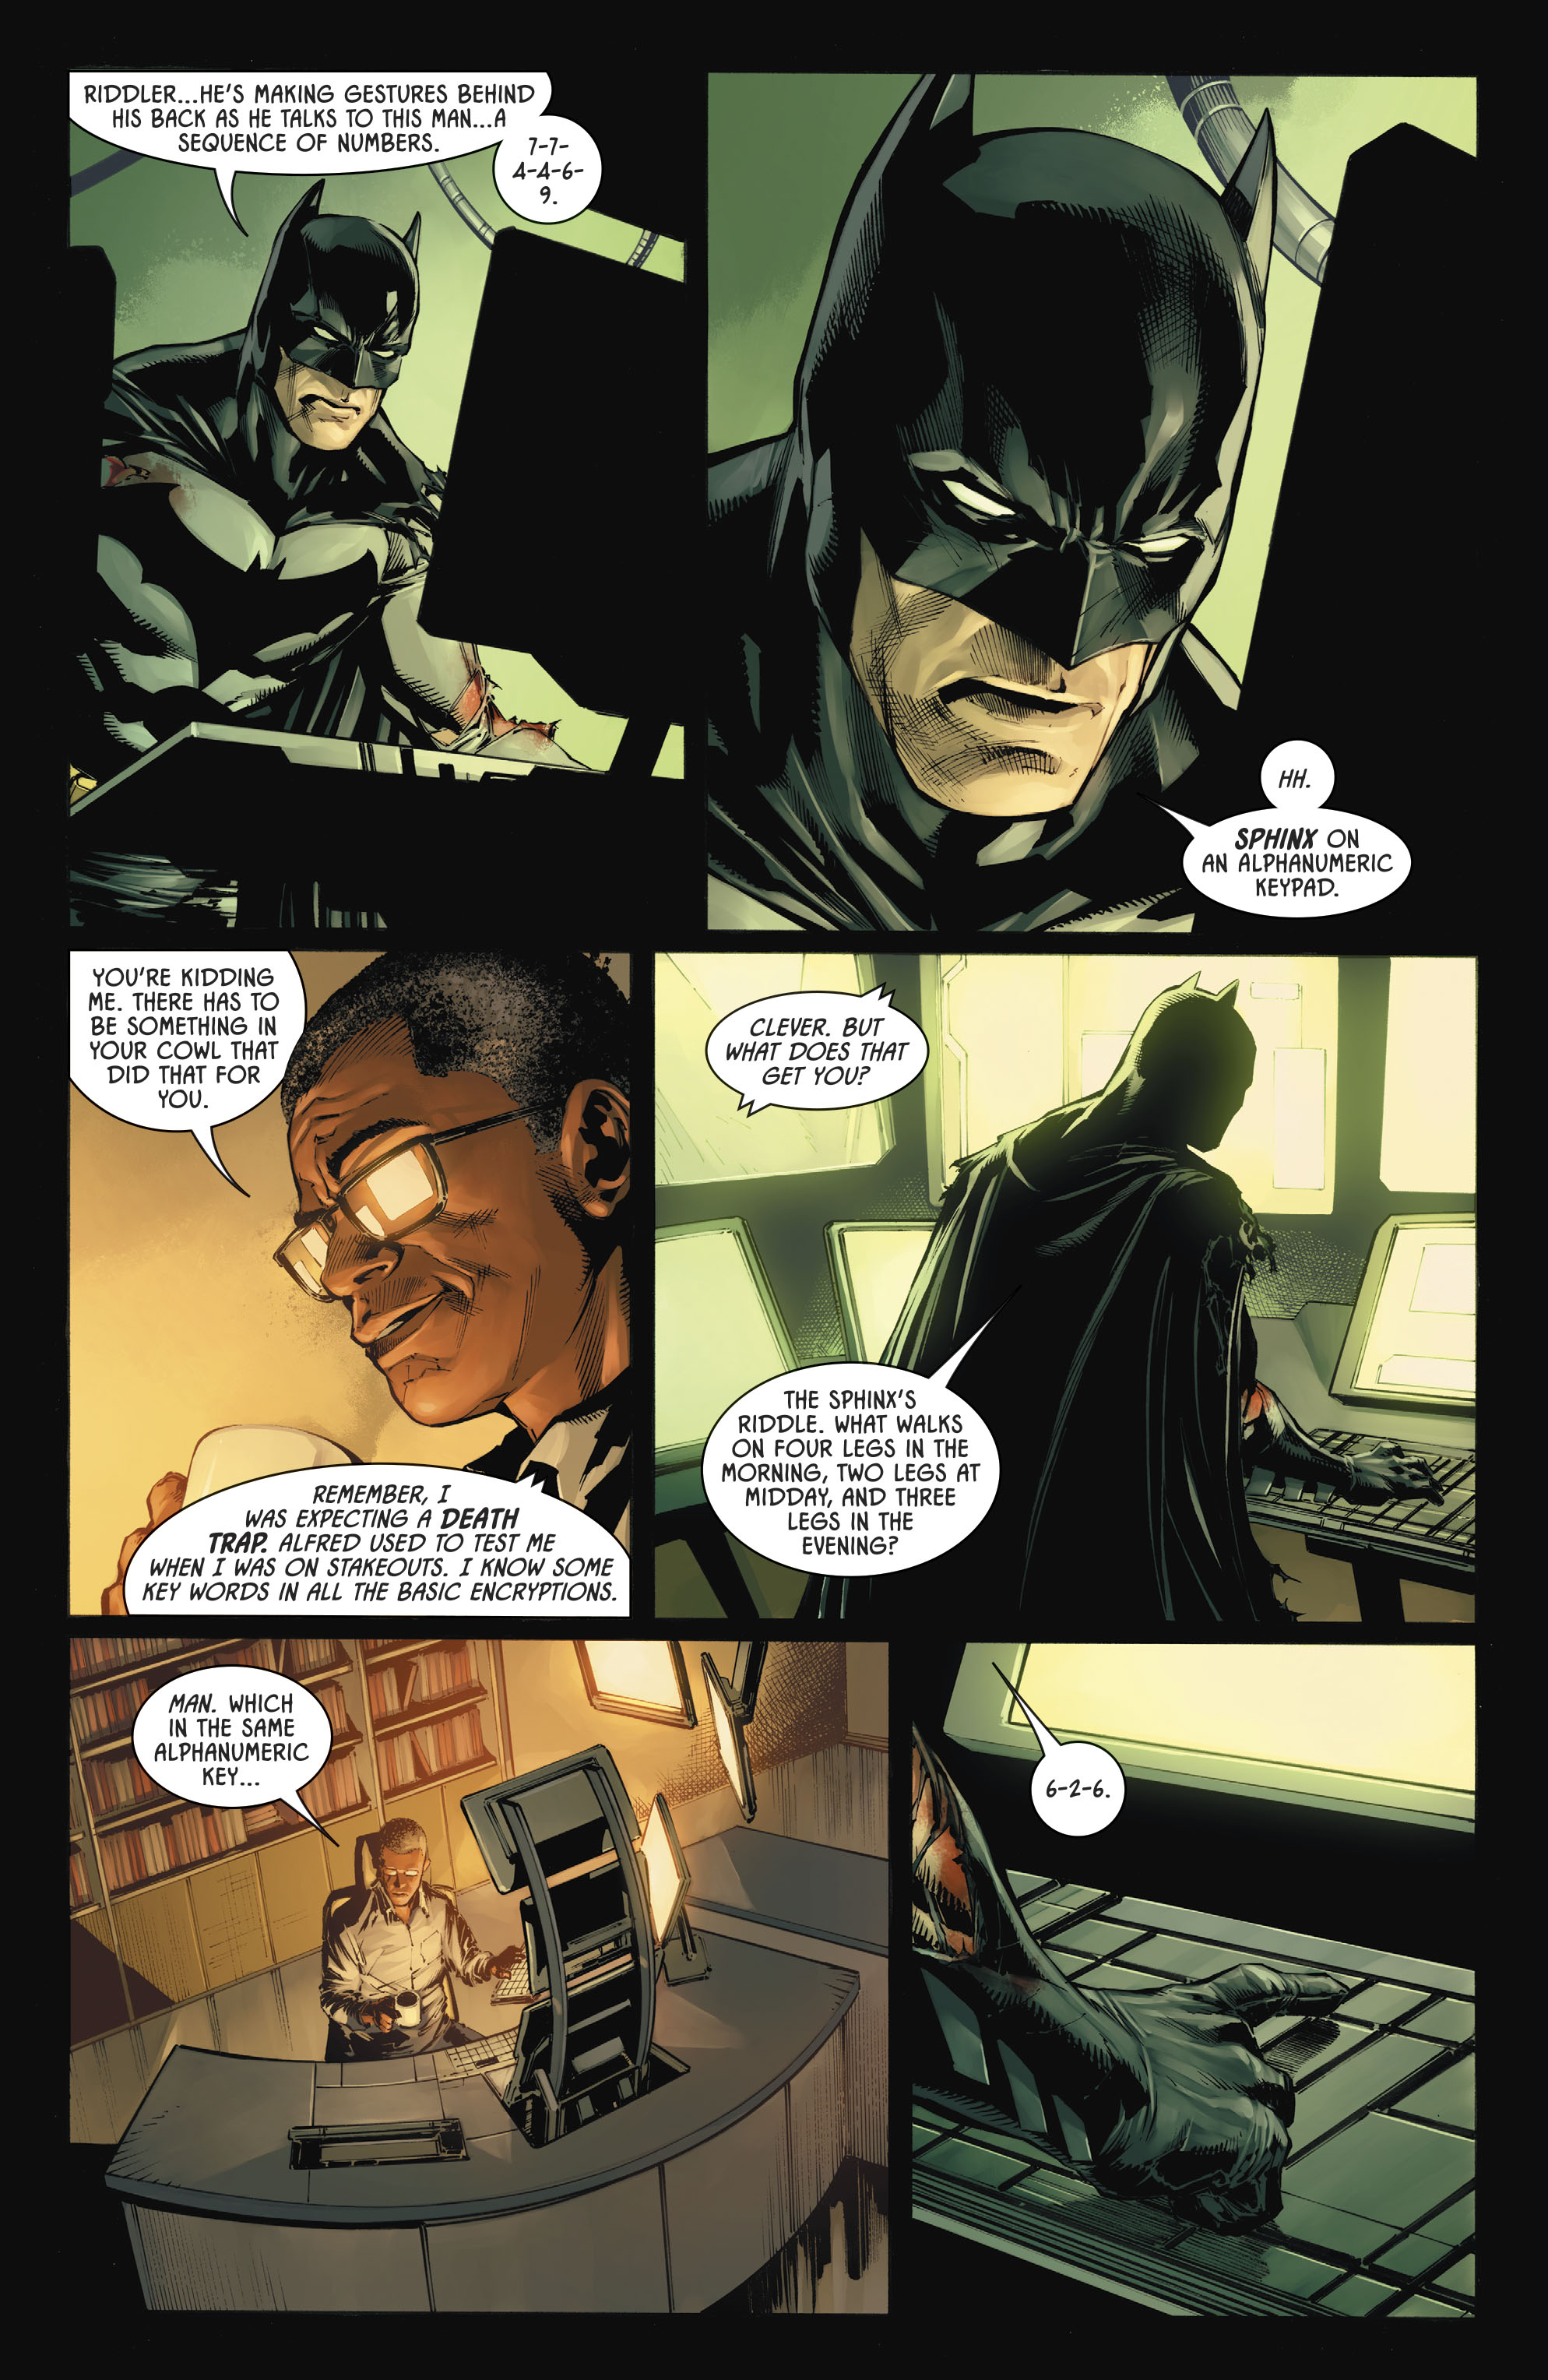 RIDDLER...HE'S MAKING GESTURES BEHIND
HIS BACK AS HE TALKS TO THIS MAN...A
SEQUENCE OF NUMBERS.
7-7-
4-4-6-
9.
HH.
SPHINX ON
AN ALPHANUMERIC
KEYPAD.
YOU'RE KIDDING
ME. THERE HAS TO
BE SOMETHING IN
YOUR COWL THAT
DID THAT FOR
YOU.
REMEMBER, I
WAS EXPECTING A DEATH
TRAP. ALFRED USED TO TEST ME
WHEN I WAS ON STAKEOUTS. I KNOW SOME
KEY WORDS IN ALL THE BASIC ENCRYPTIONS.
CLEVER. BUT
WHAT DOES THAT
GET YOU?
THE SPHINX'S
RIDDLE. WHAT WALKS
ON FOUR LEGS IN THE
MORNING, TWO LEGS AT
MIDDAY, AND THREE
LEGS IN THE
EVENING?
MAN. WHICH
IN THE SAME
ALPHANUMERIC
KEY...
6-2-6.